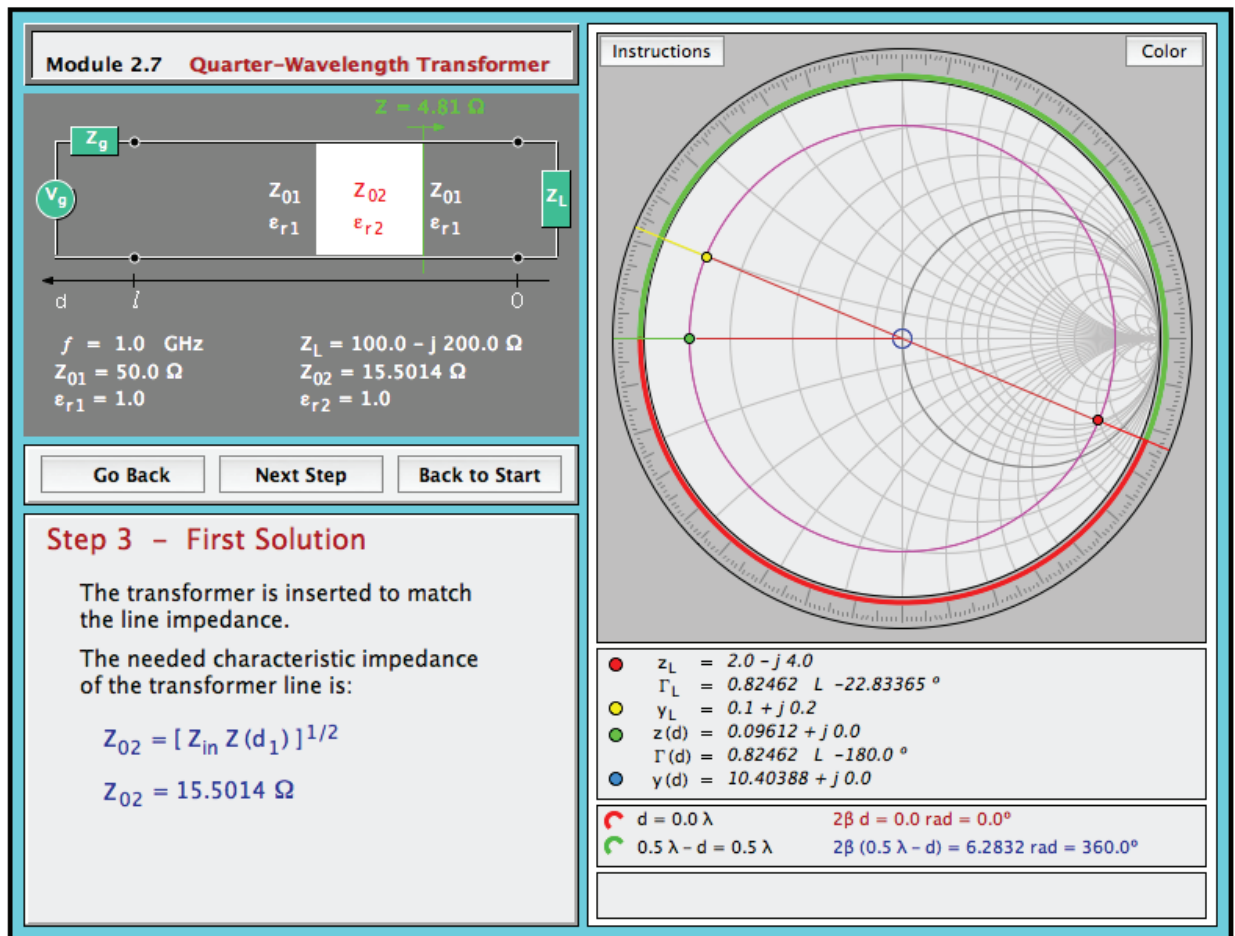 Module 2.7 Quarter-Wavelength Transformer
Z = 4.81 Ω
Zg
Vg
Z01 Z02 Z01
εr1 εr2 εr1
ZL
d l 0
f = 1.0 GHz ZL = 100.0 - j 200.0 Ω
Z01 = 50.0 Ω Z02 = 15.5014 Ω
εr1 = 1.0 εr2 = 1.0
Go Back Next Step Back to Start
Step 3 - First Solution
The transformer is inserted to match
the line impedance.
The needed characteristic impedance
of the transformer line is:
Z02 = [ Zin Z(d1) ]1/2
Z02 = 15.5014 Ω
Instructions Color
zL = 2.0 - j 4.0
ΓL = 0.82462 L -22.83365 º
yL = 0.1 + j 0.2
z(d) = 0.09612 + j 0.0
Γ(d) = 0.82462 L -180.0 º
y(d) = 10.40388 + j 0.0
d = 0.0 λ 2β d = 0.0 rad = 0.0º
0.5 λ - d = 0.5 λ 2β (0.5 λ - d) = 6.2832 rad = 360.0º